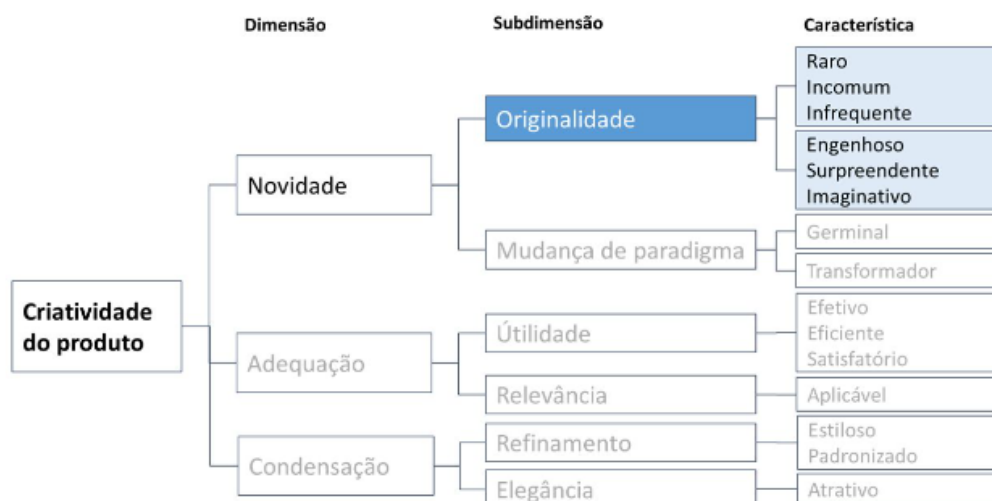 Dimensão
Subdimensão
Característica
Raro
Incomum
Infrequente
Originalidade
Engenhoso
Surpreendente
Imaginativo
Novidade
Mudança de paradigma
Germinal
Transformador
Criatividade
do produto
Adequação
Útilidade
Efetivo
Eficiente
Satisfatório
Relevância
Aplicável
Condensação
Refinamento
Estiloso
Padronizado
Elegância
Atrativo